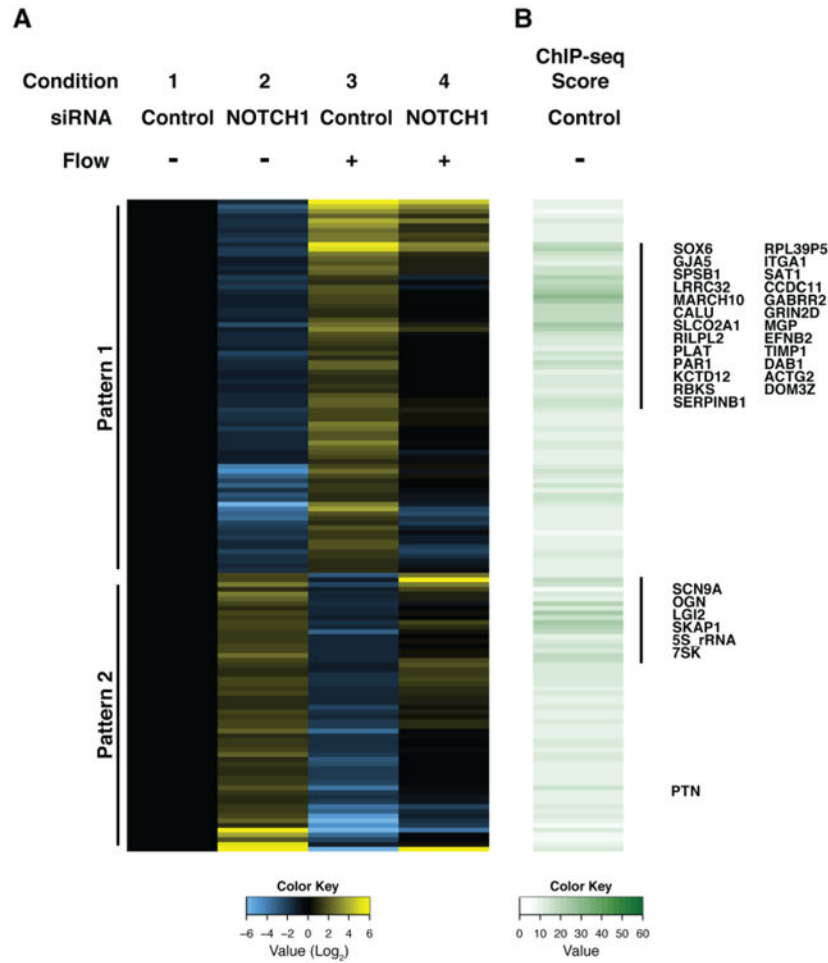 A
B
ChIP-seq
Score
Condition 1 2 3 4
siRNA Control NOTCH1 Control NOTCH1 Control
Flow - - + + -
Pattern 1
SOX6 RPL39P5
GJA5 ITGA1
SPSB1 SAT1
LRRC32 CCDC11
MARCH10 GABRR2
CALU GRIN2D
SLCO2A1 MGP
RILPL2 EFNB2
PLAT TIMP1
PAR1 DAB1
KCTD12 ACTG2
RBKS DOM3Z
SERPINB1
Pattern 2
SCN9A
OGN
LGI2
SKAP1
5S_rRNA
7SK
PTN
Color Key
-6 -4 -2 0 2 4 6
Value (Log2)
Color Key
0 10 20 30 40 50 60
Value